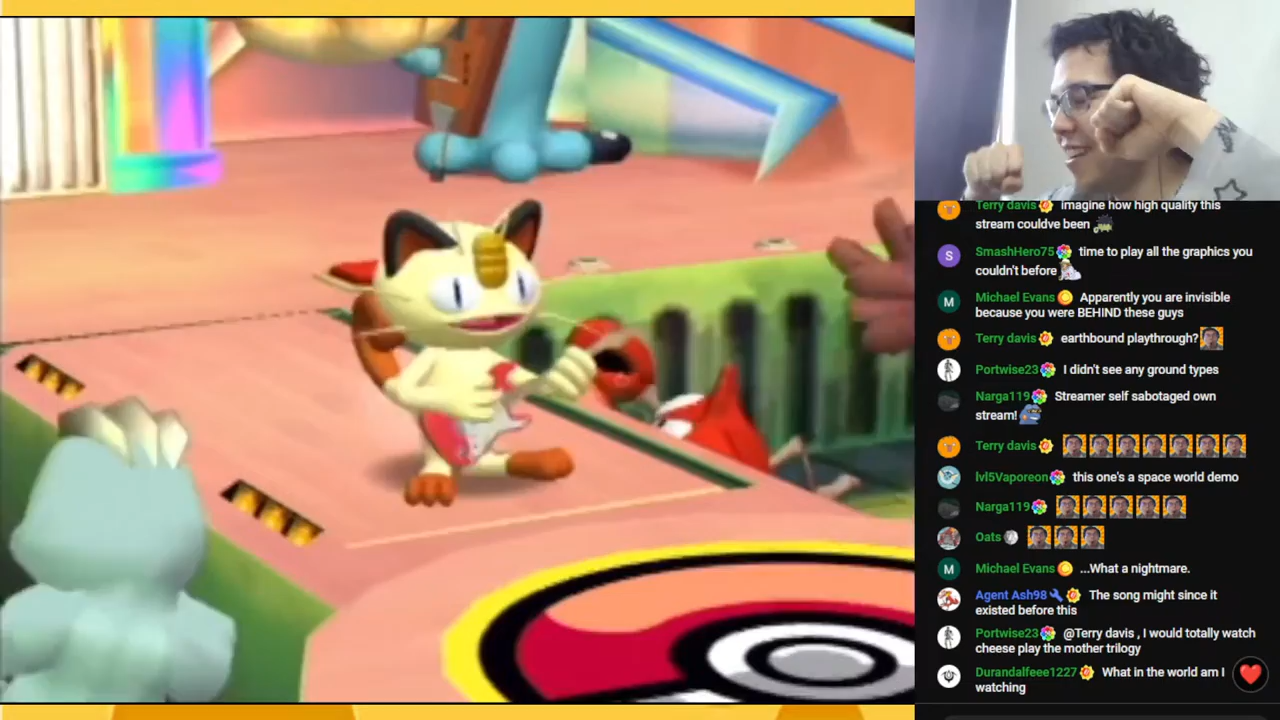 Terry davis imagine how high quality this
stream couldve been
S
SmashHero75 time to play all the graphics you
couldn't before
M
Michael Evans Apparently you are invisible
because you were BEHIND these guys
Terry davis earthbound playthrough?
Portwise23 I didn't see any ground types
Narga119 Streamer self sabotaged own
stream!
Terry davis
lvl5Vaporeon this one's a space world demo
Narga119
Oats
M
Michael Evans ...What a nightmare.
Agent Ash98 The song might since it
existed before this
Portwise23 @Terry davis , I would totally watch
cheese play the mother trilogy
Durandalfeee1227 What in the world am I
watching